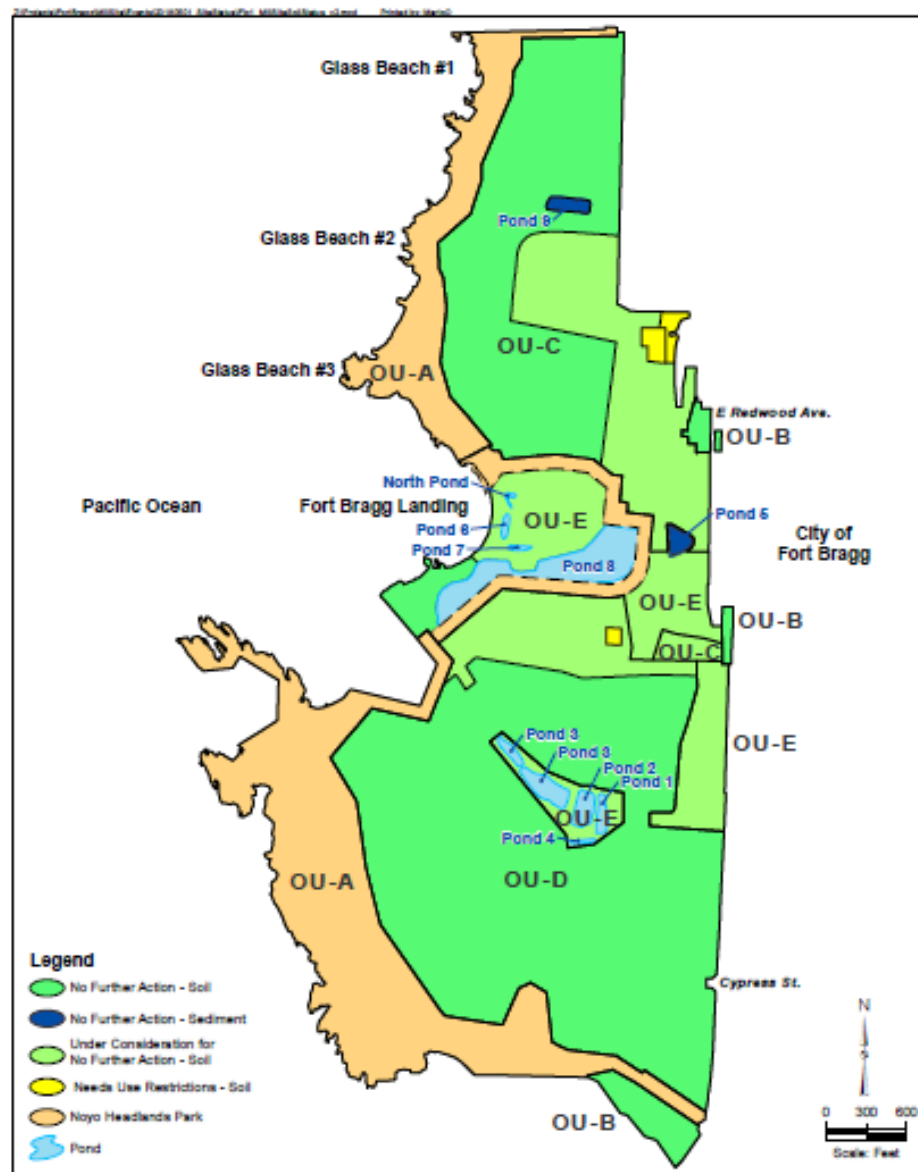 Glass Beach #1
Pond 9
Glass Beach #2
OU-C
Glass Beach #3
OU-A
E Redwood Ave.
OU-B
North Pond
Pacific Ocean
Fort Bragg Landing
OU-E
Pond 5
Pond 6
City of
Fort Bragg
Pond 7
Pond 8
OU-E
OU-B
OU-C
Pond 3
OU-E
Pond 3
Pond 2
Pond 1
OU-E
Pond 4
OU-A
OU-D
Legend
No Further Action - Soil
Cypress St.
No Further Action - Sediment
N
Under Consideration for
No Further Action - Soil
Needs Use Restrictions - Soil
Noyo Headlands Park
OU-B
0 300 600
Pond
Scale: Feet